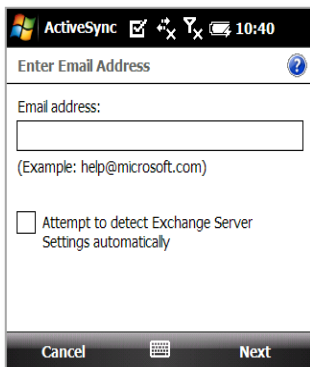 ActiveSync 10:40
Enter Email Address ?
Email address:
(Example: help@microsoft.com)
Attempt to detect Exchange Server
Settings automatically
Cancel Next